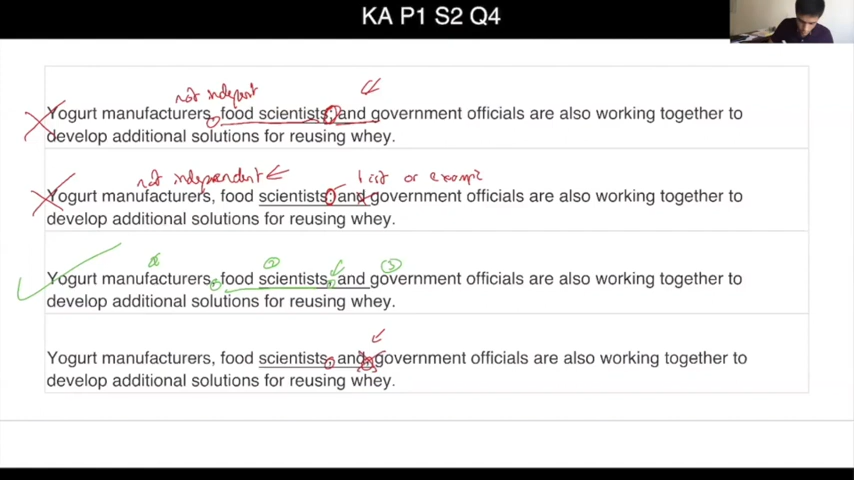 KA P1 S2 Q4
not indepent
Yogurt manufacturers, food scientists; and government officials are also working together to
develop additional solutions for reusing whey.
not independent list or example
Yogurt manufacturers, food scientists: and government officials are also working together to
develop additional solutions for reusing whey.
2 3
Yogurt manufacturers, food scientists, and government officials are also working together to
develop additional solutions for reusing whey.
Yogurt manufacturers, food scientists, and, government officials are also working together to
develop additional solutions for reusing whey.